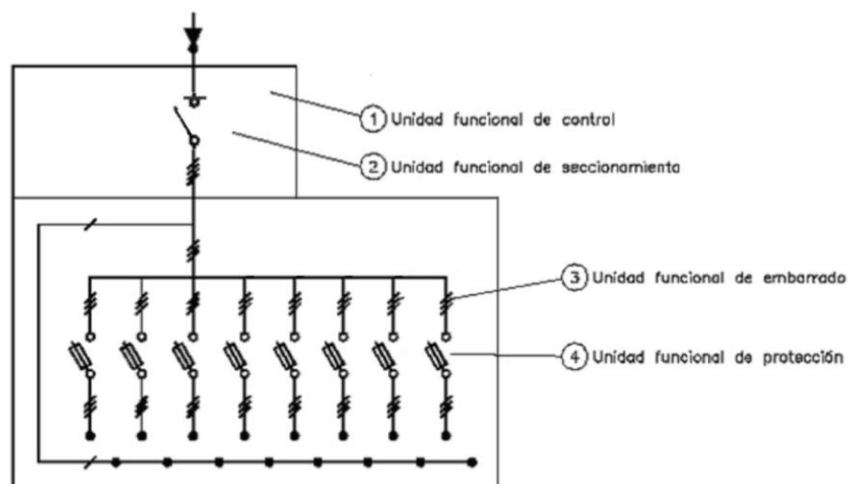 1 Unidad funcional de control
2 Unidad funcional de seccionamiento
3 Unidad funcional de embarrado
4 Unidad funcional de protección